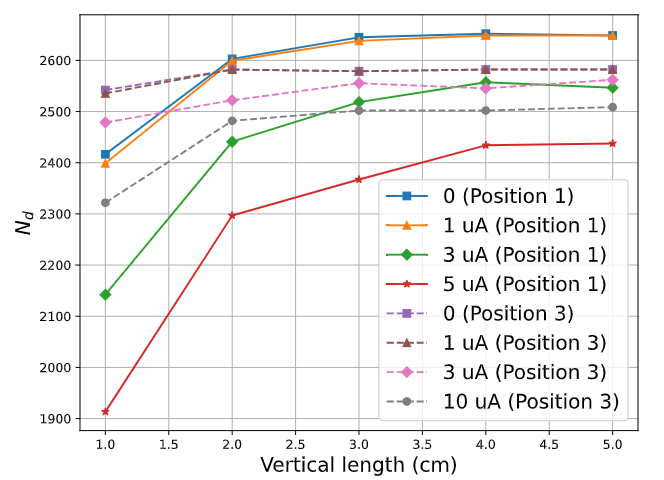 2600
2500
2400
2300
2200
2100
2000
1900
N_d
0 (Position 1)
1 uA (Position 1)
3 uA (Position 1)
5 uA (Position 1)
0 (Position 3)
1 uA (Position 3)
3 uA (Position 3)
10 uA (Position 3)
1.0 1.5 2.0 2.5 3.0 3.5 4.0 4.5 5.0
Vertical length (cm)